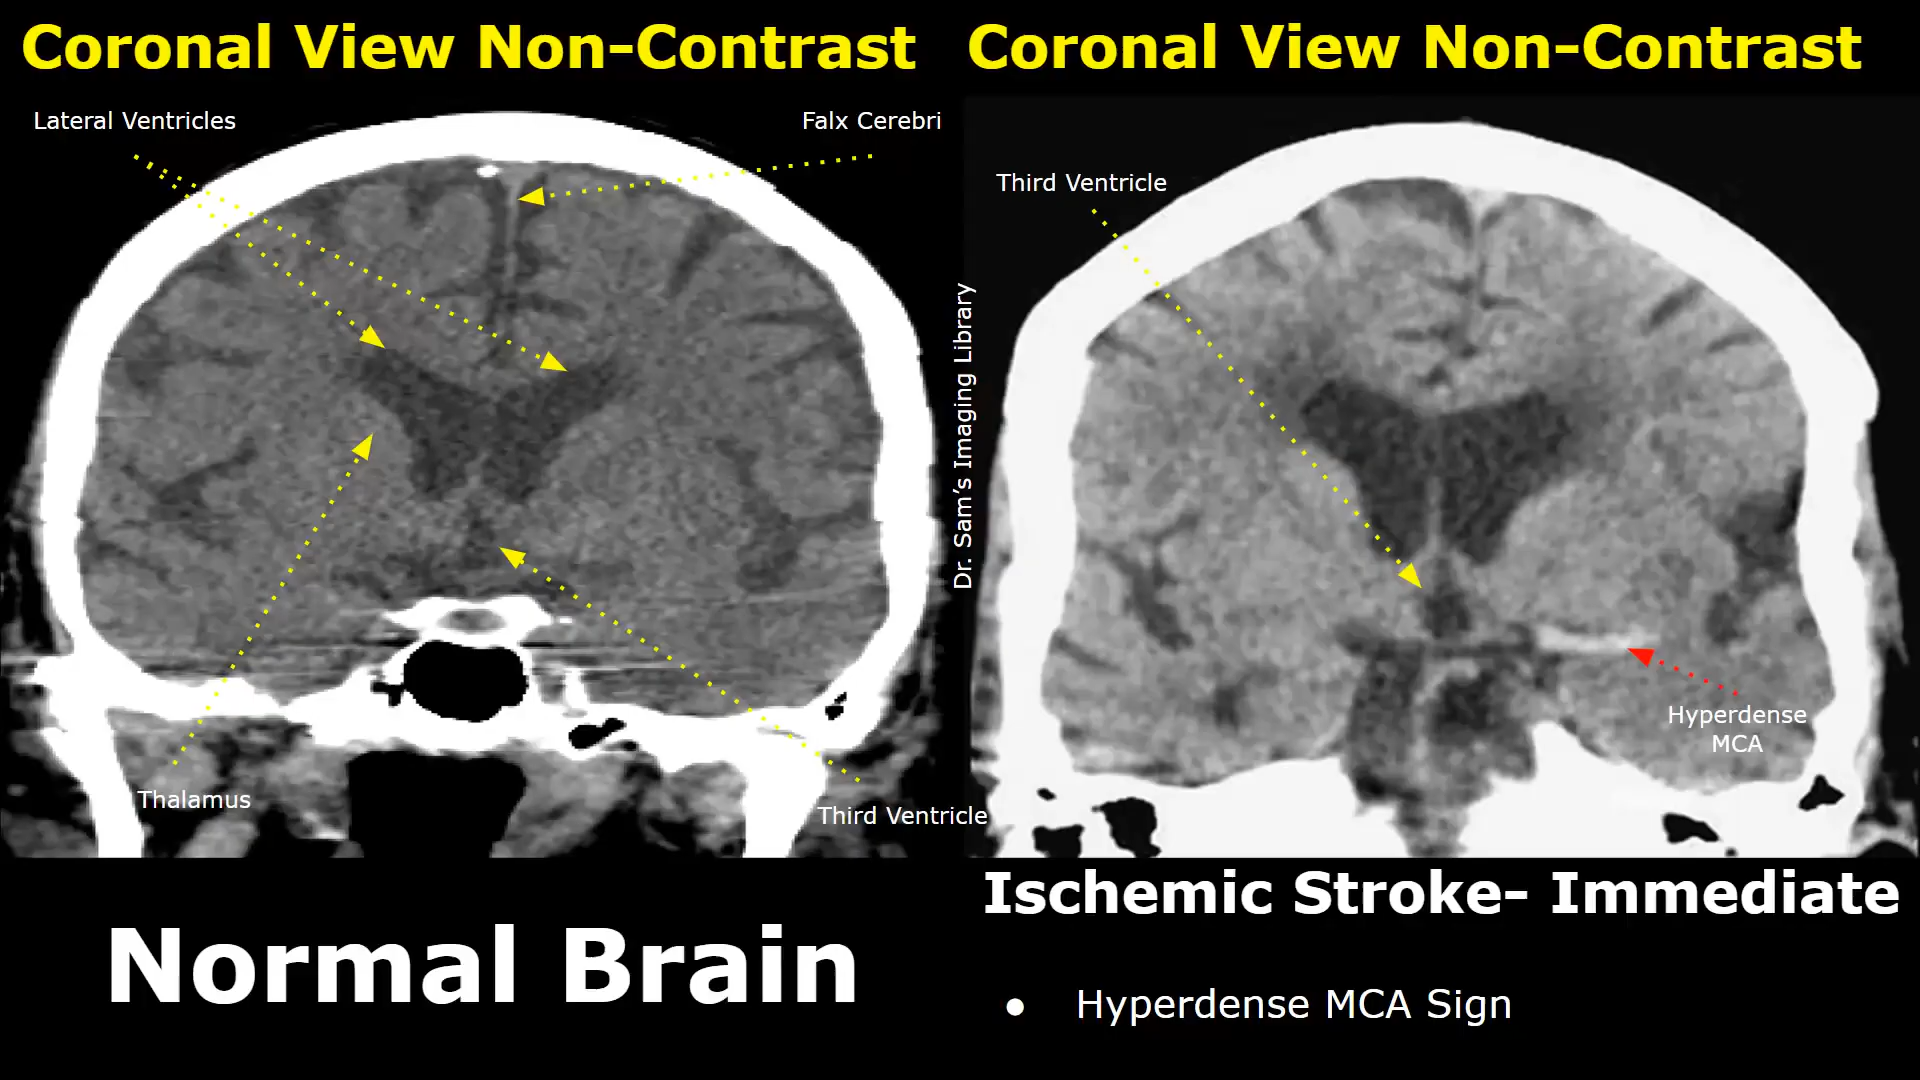 Coronal View Non-Contrast
Lateral Ventricles
Falx Cerebri
Thalamus
Third Ventricle
Normal Brain
Dr. Sam's Imaging Library
Coronal View Non-Contrast
Third Ventricle
Hyperdense
MCA
Ischemic Stroke- Immediate
● Hyperdense MCA Sign